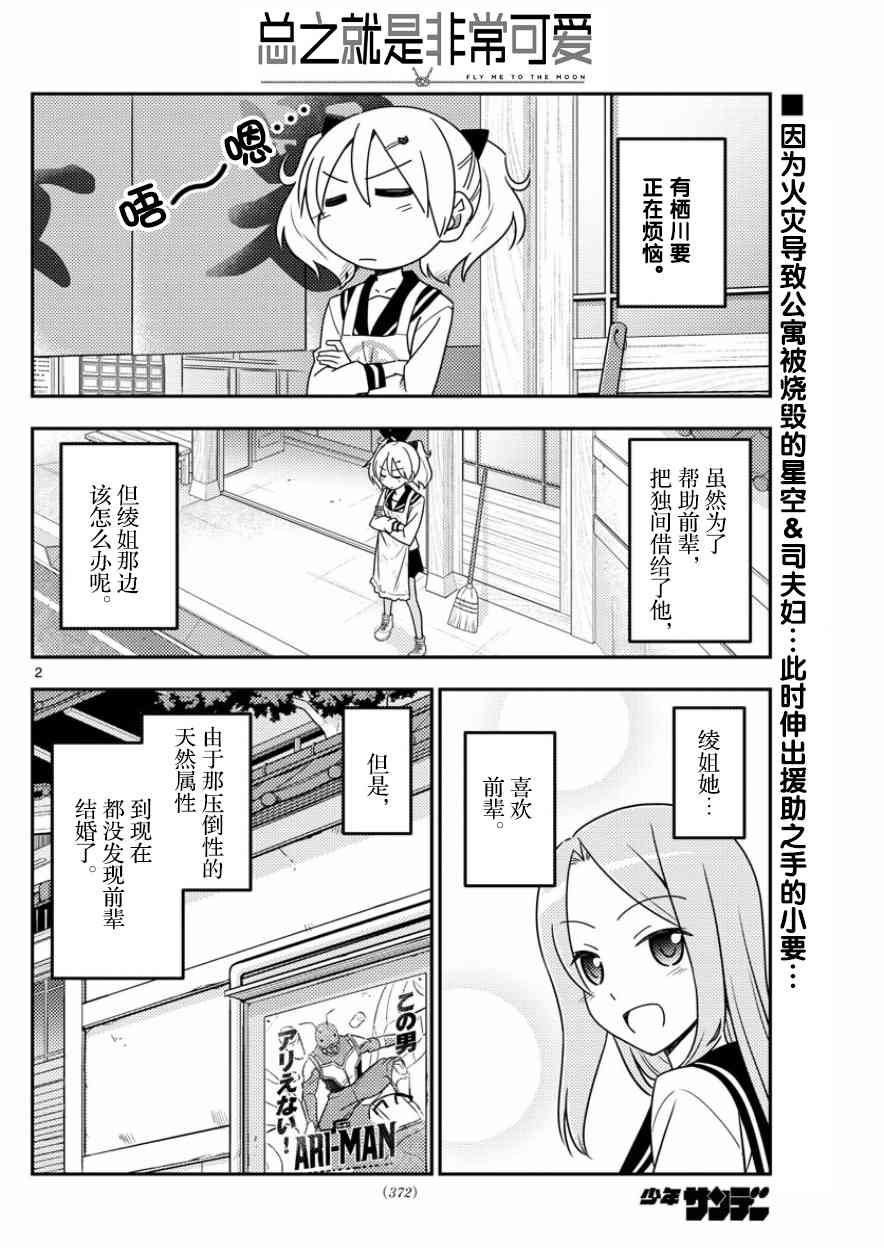 总之就是非常可爱
FLY ME TO THE MOON
■因为火灾导致公寓被烧毁的星空&司夫妇…此时伸出援助之手的小要…
有栖川要
正在烦恼。
唔～嗯…
虽然为了
帮助前辈，
把独间借给了他，
但绫姐那边
该怎么办呢。
2
绫姐她…
喜欢
前辈。
但是，
由于那压倒性的
天然属性
到现在
都没发现前辈
结婚了。
この男
アリえない！
ARI-MAN
(372)
少年サンデー